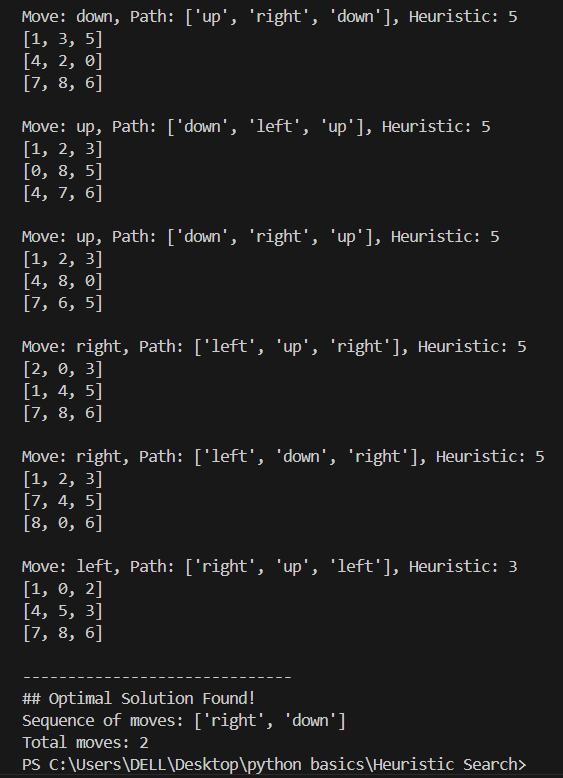 Move: down, Path: ['up', 'right', 'down'], Heuristic: 5
[1, 3, 5]
[4, 2, 0]
[7, 8, 6]
Move: up, Path: ['down', 'left', 'up'], Heuristic: 5
[1, 2, 3]
[0, 8, 5]
[4, 7, 6]
Move: up, Path: ['down', 'right', 'up'], Heuristic: 5
[1, 2, 3]
[4, 8, 0]
[7, 6, 5]
Move: right, Path: ['left', 'up', 'right'], Heuristic: 5
[2, 0, 3]
[1, 4, 5]
[7, 8, 6]
Move: right, Path: ['left', 'down', 'right'], Heuristic: 5
[1, 2, 3]
[7, 4, 5]
[8, 0, 6]
Move: left, Path: ['right', 'up', 'left'], Heuristic: 3
[1, 0, 2]
[4, 5, 3]
[7, 8, 6]
------------------------------
## Optimal Solution Found!
Sequence of moves: ['right', 'down']
Total moves: 2
PS C:\Users\DELL\Desktop\python basics\Heuristic Search>